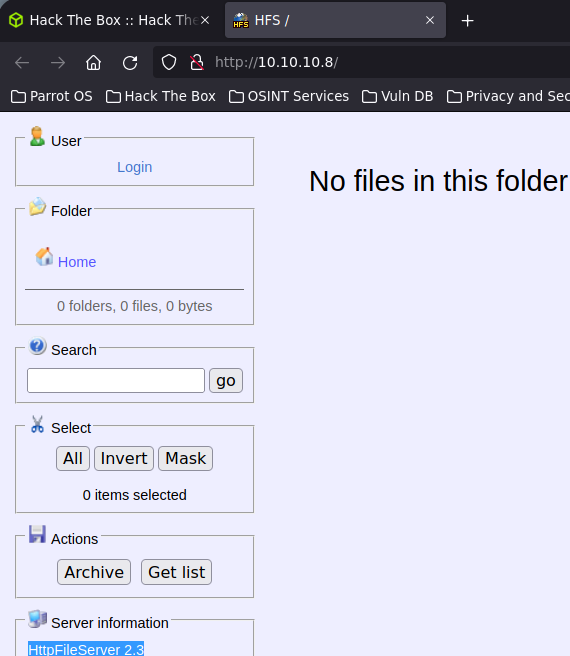 Hack The Box :: Hack The
HFS /
http://10.10.10.8/
Parrot OS Hack The Box OSINT Services Vuln DB Privacy and Sec
User
Login
No files in this folder
Folder
Home
0 folders, 0 files, 0 bytes
Search
go
Select
All Invert Mask
0 items selected
Actions
Archive Get list
Server information
HttpFileServer 2.3